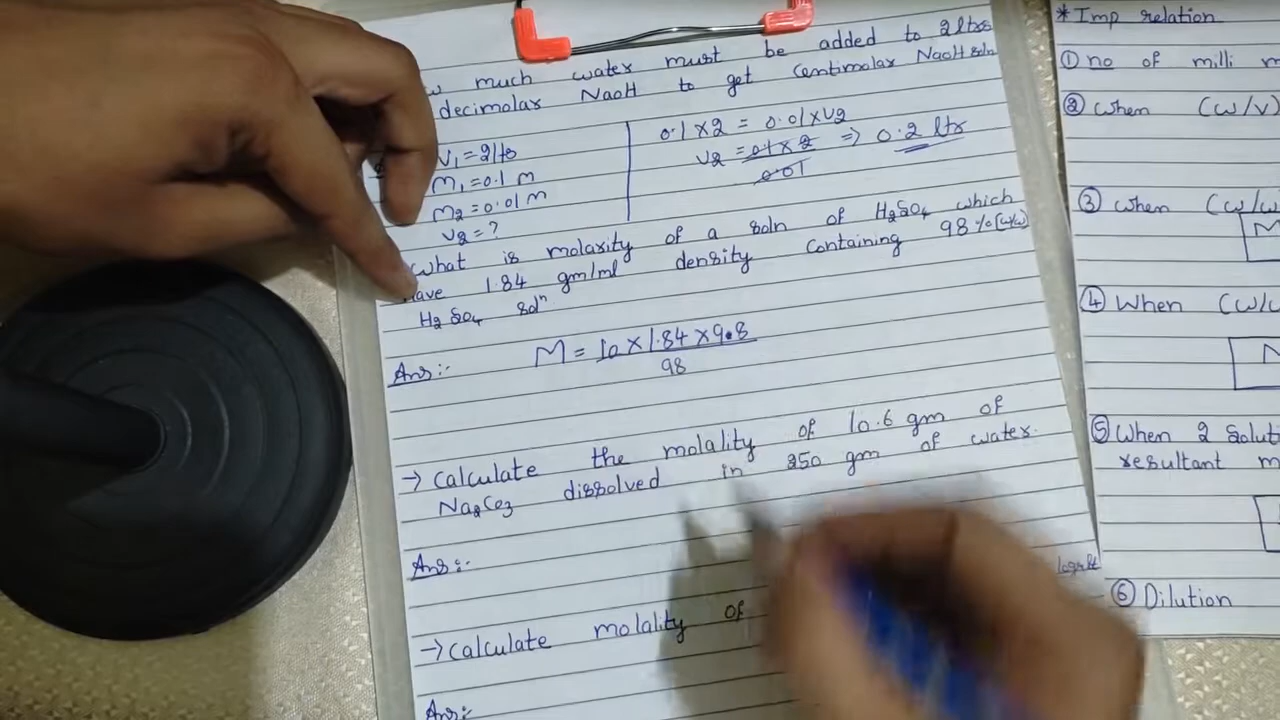 much water must be added to 2ltrs
decimolar NaoH to get Centimolar NaoH soln
V1 = 2lts
M1 = 0.1 M
M2 = 0.01 M
V2 = ?
0.1 X 2 = 0.01 X V2
V2 = 0.1 X 2 ⇒ 0.2 ltr
0.01
What is molarity of a soln of H2SO4 which
have 1.84 gm/ml density Containing 98 % (w/w)
H2SO4 solⁿ
Ans:- M = 10 X 1.84 X 9.8
98
→ Calculate the molality of 10.6 gm of
Na2Co3 dissolved in 250 gm of water.
Ans:-
→ Calculate molality of
Ans:-
* Imp relation
① no of milli m
② When (w/v)
③ When (w/w
M
④ When (w/
⑤ When 2 Solut
resultant m
⑥ Dilution